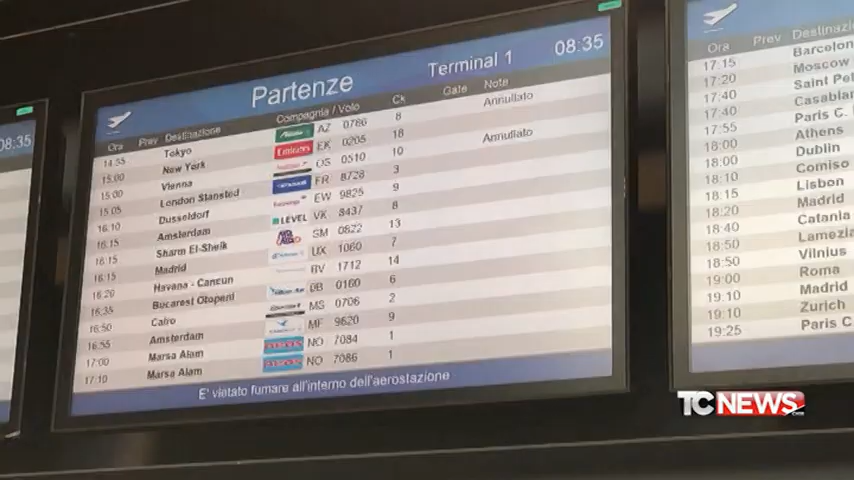 08:35
Partenze Terminal 1 08:35
Ora Prev Destinazione Compagnia / Volo Ck Gate Note
14:55 Tokyo Alitalia AZ 0786 8 Annullato
15:00 New York Emirates EK 0205 18
15:00 Vienna OS 0510 10 Annullato
15:05 London Stansted FR 8728 3
16:10 Dusseldorf EW 9825 9
16:15 Amsterdam LEVEL VK 8437 8
16:15 Sharm El-Sheik SM 0822 13
16:15 Madrid UX 1060 7
16:20 Havana - Cancun BV 1712 14
16:35 Bucarest Otopeni 0B 0160 6
16:50 Cairo MS 0706 2
16:55 Amsterdam MF 9620 9
17:00 Marsa Alam NO 7084 1
17:10 Marsa Alam NO 7086 1
E' vietato fumare all'interno dell'aerostazione
Ora Prev Destinazio
17:15 Barcelon
17:20 Moscow
17:40 Saint Pe
17:40 Casablan
17:55 Paris C.
18:00 Athens
18:00 Dublin
18:10 Comiso
18:15 Lisbon
18:20 Madrid
18:40 Catania
18:50 Lamezia
18:50 Vilnius
19:00 Roma
19:10 Madrid
19:10 Zurich
19:25 Paris C
TCNEWS